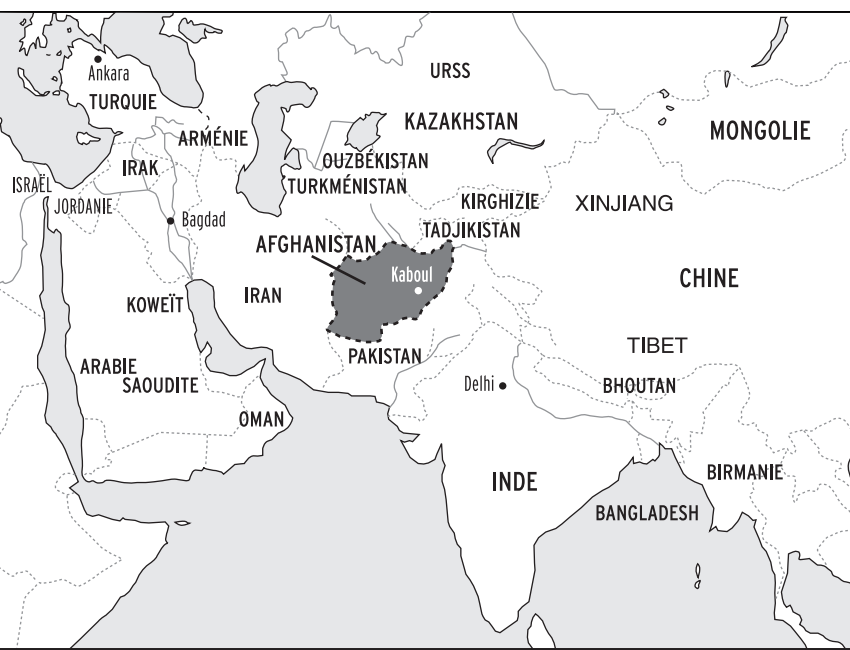 URSS
Ankara
TURQUIE
KAZAKHSTAN
MONGOLIE
ARMÉNIE
OUZBÉKISTAN
IRAK
TURKMÉNISTAN
ISRAËL
JORDANIE
KIRGHIZIE
XINJIANG
Bagdad
TADJIKISTAN
AFGHANISTAN
Kaboul
CHINE
IRAN
KOWEÏT
TIBET
PAKISTAN
ARABIE
SAOUDITE
Delhi
BHOUTAN
OMAN
BIRMANIE
INDE
BANGLADESH